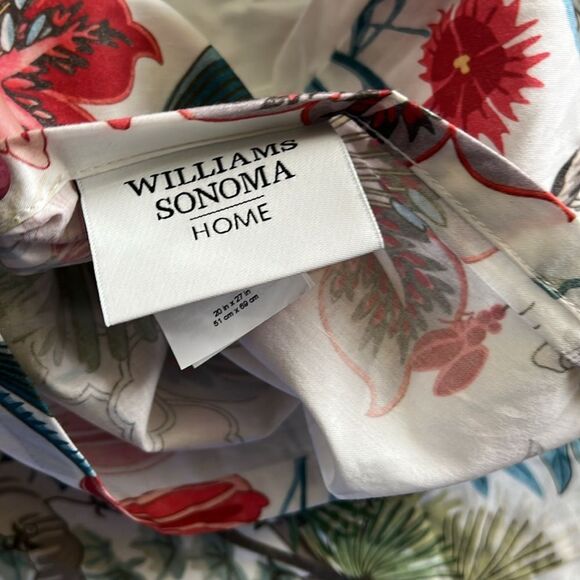 WILLIAMS
SONOMA
HOME
20 in x 27 in
51 cm x 69 cm